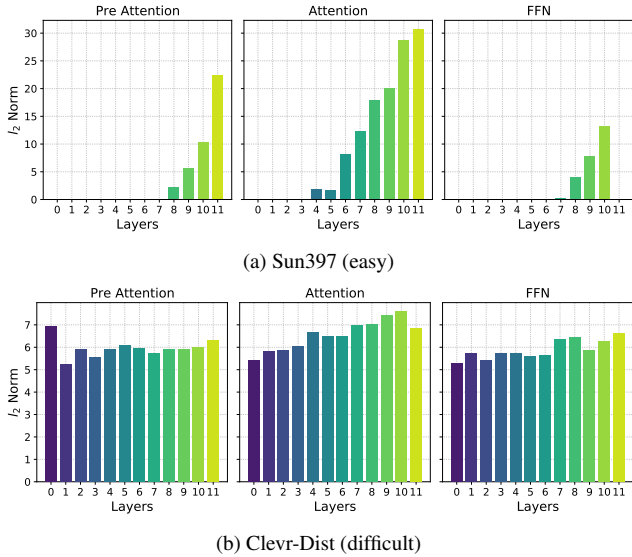 Pre Attention Attention FFN
30
25
20
15
10
5
0
l2 Norm
0 1 2 3 4 5 6 7 8 9 10 11 0 1 2 3 4 5 6 7 8 9 10 11 0 1 2 3 4 5 6 7 8 9 10 11
Layers Layers Layers
(a) Sun397 (easy)
Pre Attention Attention FFN
7
6
5
4
3
2
1
0
l2 Norm
0 1 2 3 4 5 6 7 8 9 10 11 0 1 2 3 4 5 6 7 8 9 10 11 0 1 2 3 4 5 6 7 8 9 10 11
Layers Layers Layers
(b) Clevr-Dist (difficult)